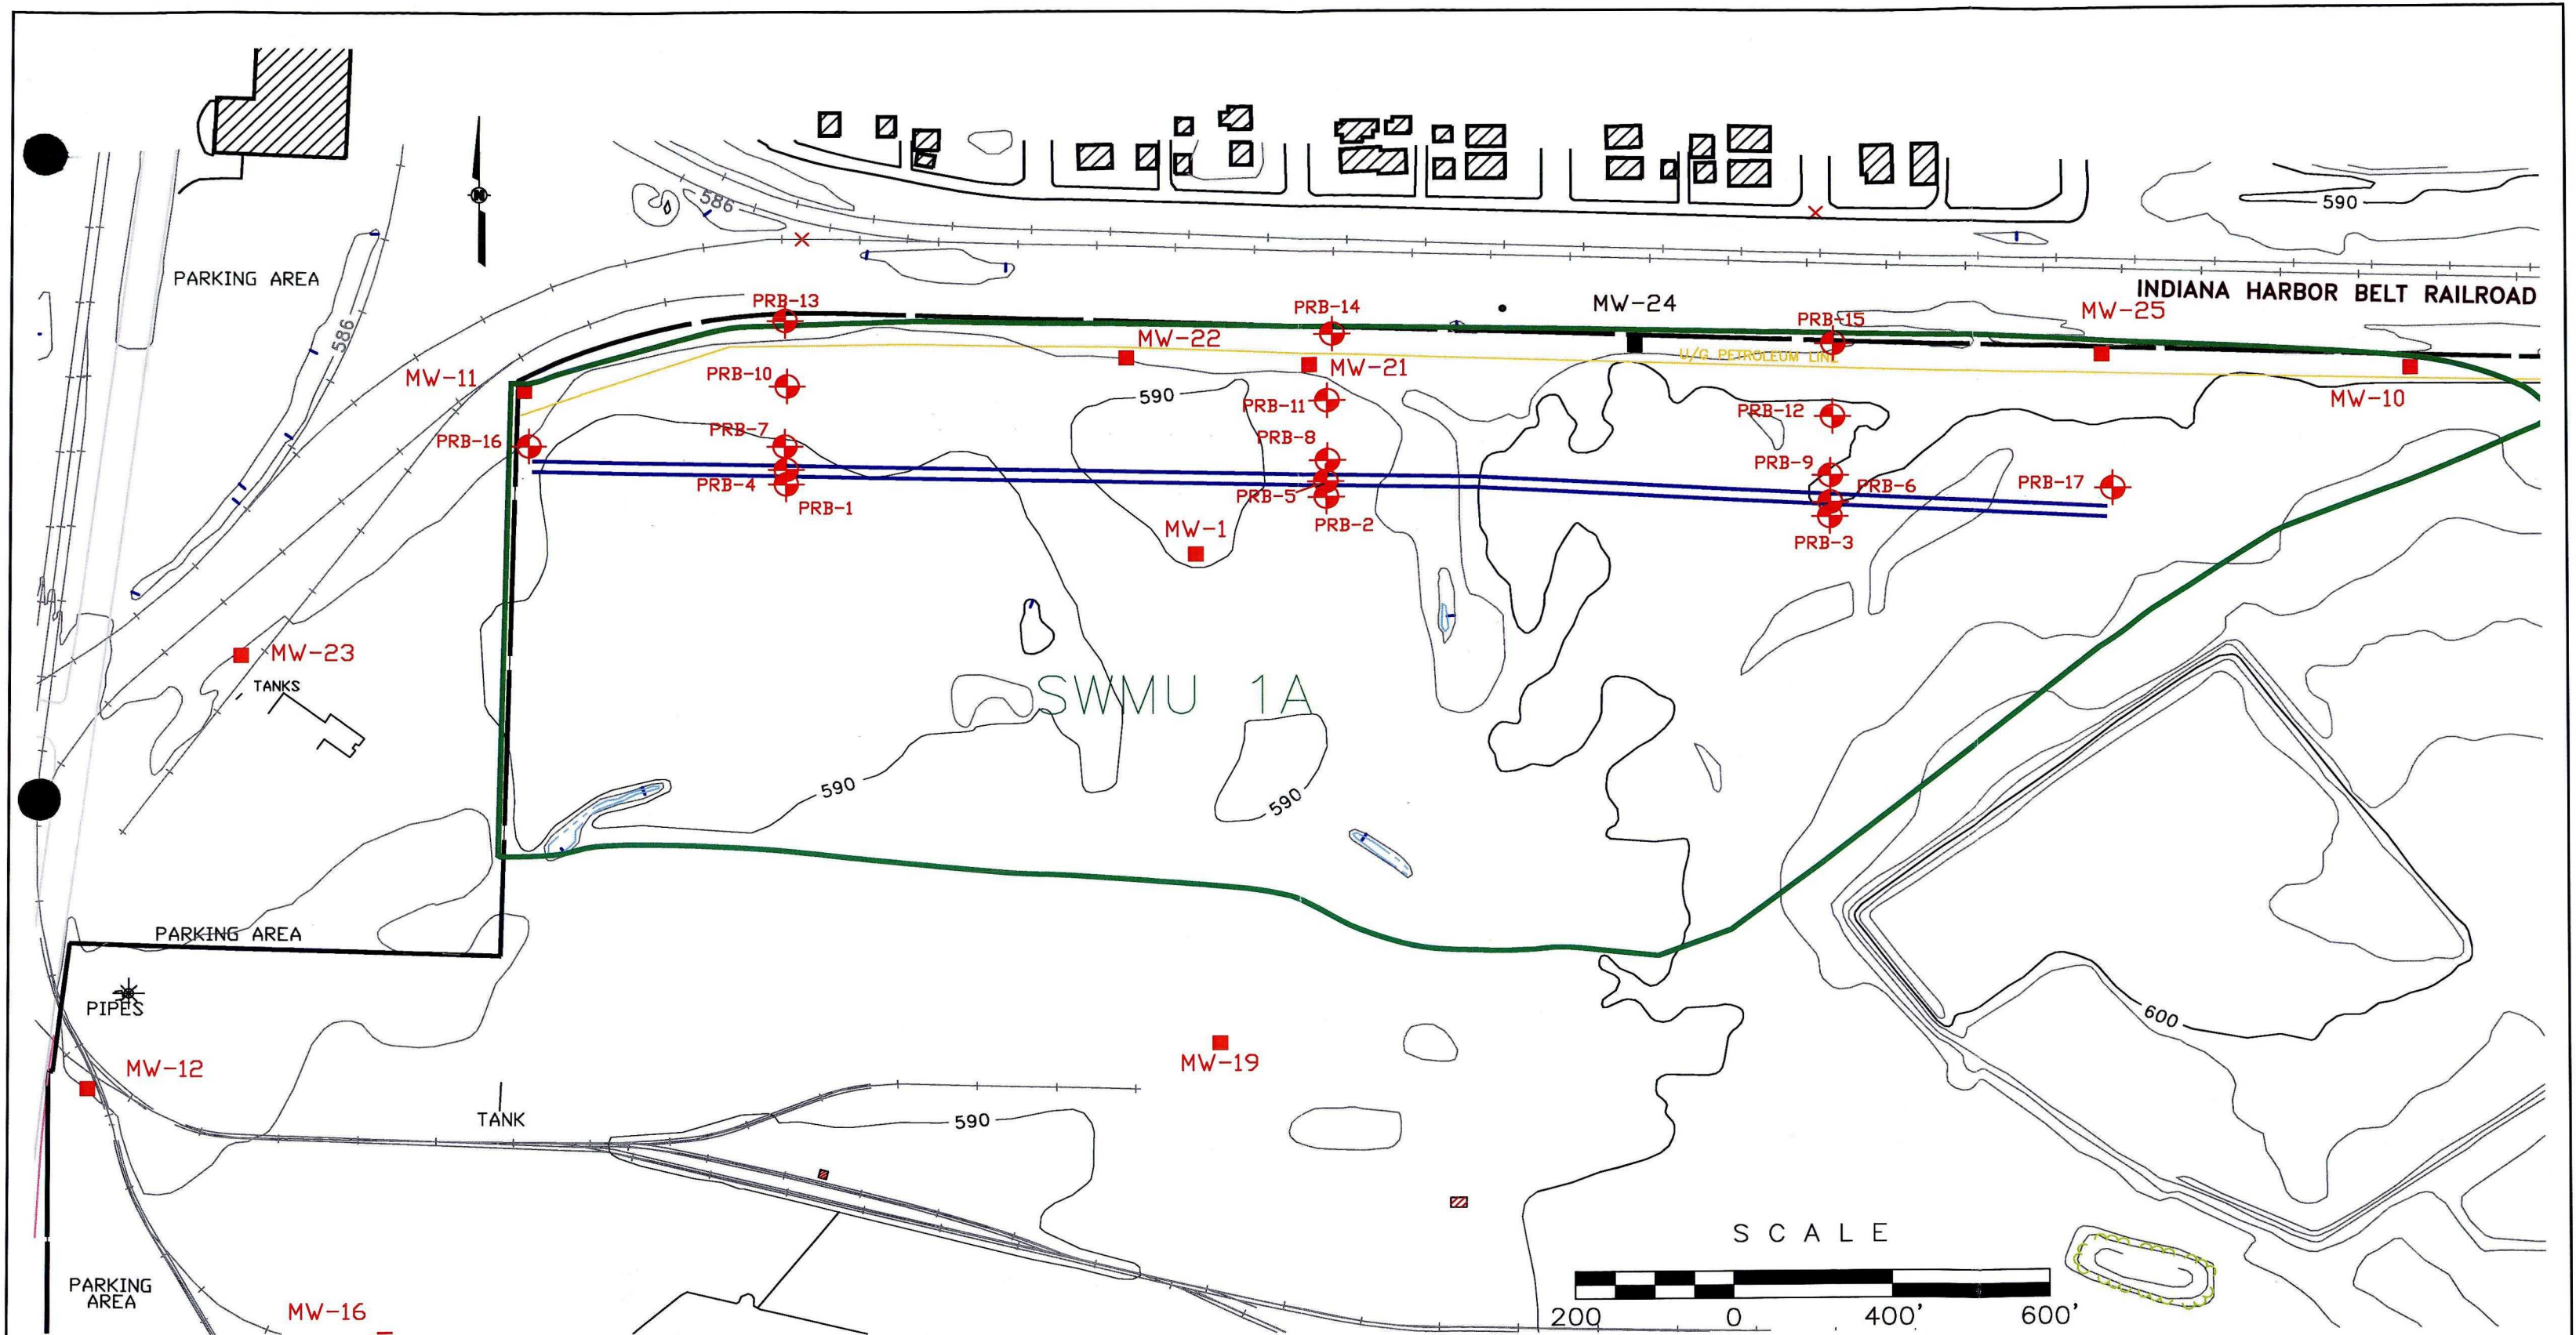 586
590
PARKING AREA
INDIANA HARBOR BELT RAILROAD
PRB-13
PRB-14
MW-24
PRB-15
MW-25
586
MW-22
U/G PETROLEUM LINE
MW-11
PRB-10
MW-21
590
PRB-11
PRB-12
MW-10
PRB-16
PRB-7
PRB-8
PRB-9
PRB-4
PRB-5
PRB-6
PRB-17
PRB-1
PRB-2
MW-1
PRB-3
MW-23
TANKS
SWMU 1A
590
590
PARKING AREA
PIPES
600
MW-12
MW-19
TANK
590
SCALE
PARKING
AREA
MW-16
200 0 400' 600'